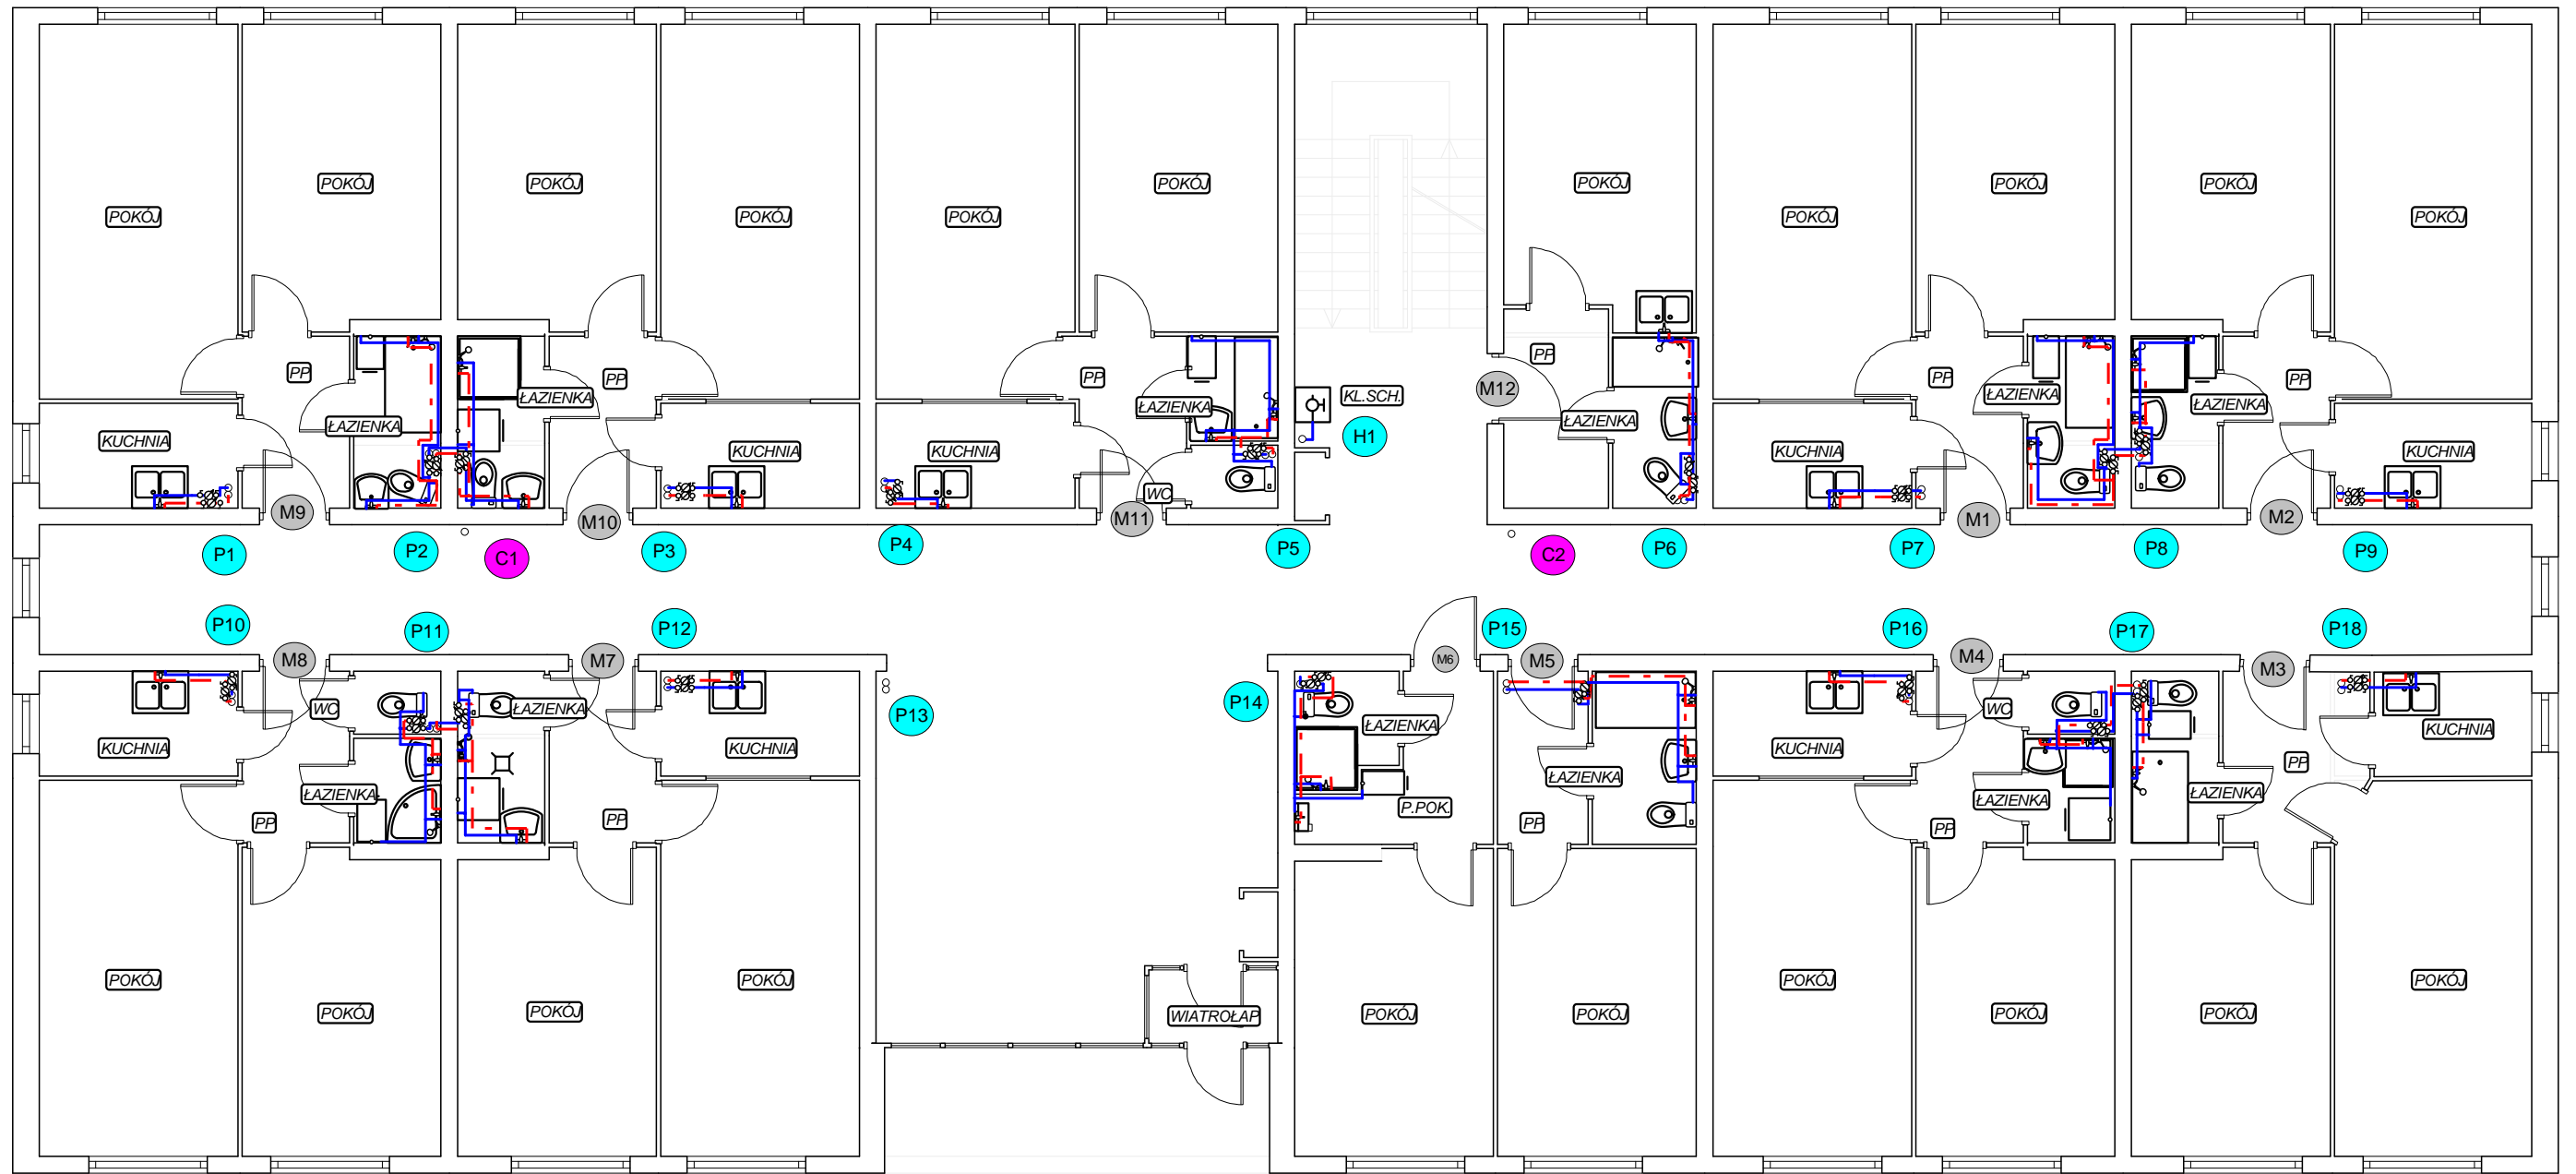 POKÓJ
POKÓJ
POKÓJ
POKÓJ
POKÓJ
POKÓJ
POKÓJ
POKÓJ
POKÓJ
POKÓJ
POKÓJ
PP
PP
PP
PP
PP
PP
M12
KL.SCH.
ŁAZIENKA
ŁAZIENKA
ŁAZIENKA
ŁAZIENKA
ŁAZIENKA
ŁAZIENKA
H1
KUCHNIA
KUCHNIA
KUCHNIA
KUCHNIA
KUCHNIA
WC
M9
M10
M11
M1
M2
P1
P2
C1
P3
P4
P5
C2
P6
P7
P8
P9
P10
P11
P12
P15
P16
P17
P18
M8
M7
M6
M5
M4
M3
P13
P14
WC
ŁAZIENKA
ŁAZIENKA
WC
KUCHNIA
KUCHNIA
KUCHNIA
KUCHNIA
ŁAZIENKA
PP
ŁAZIENKA
ŁAZIENKA
ŁAZIENKA
P.POK.
PP
PP
PP
PP
POKÓJ
POKÓJ
POKÓJ
POKÓJ
POKÓJ
POKÓJ
POKÓJ
POKÓJ
POKÓJ
POKÓJ
WIATROŁAP